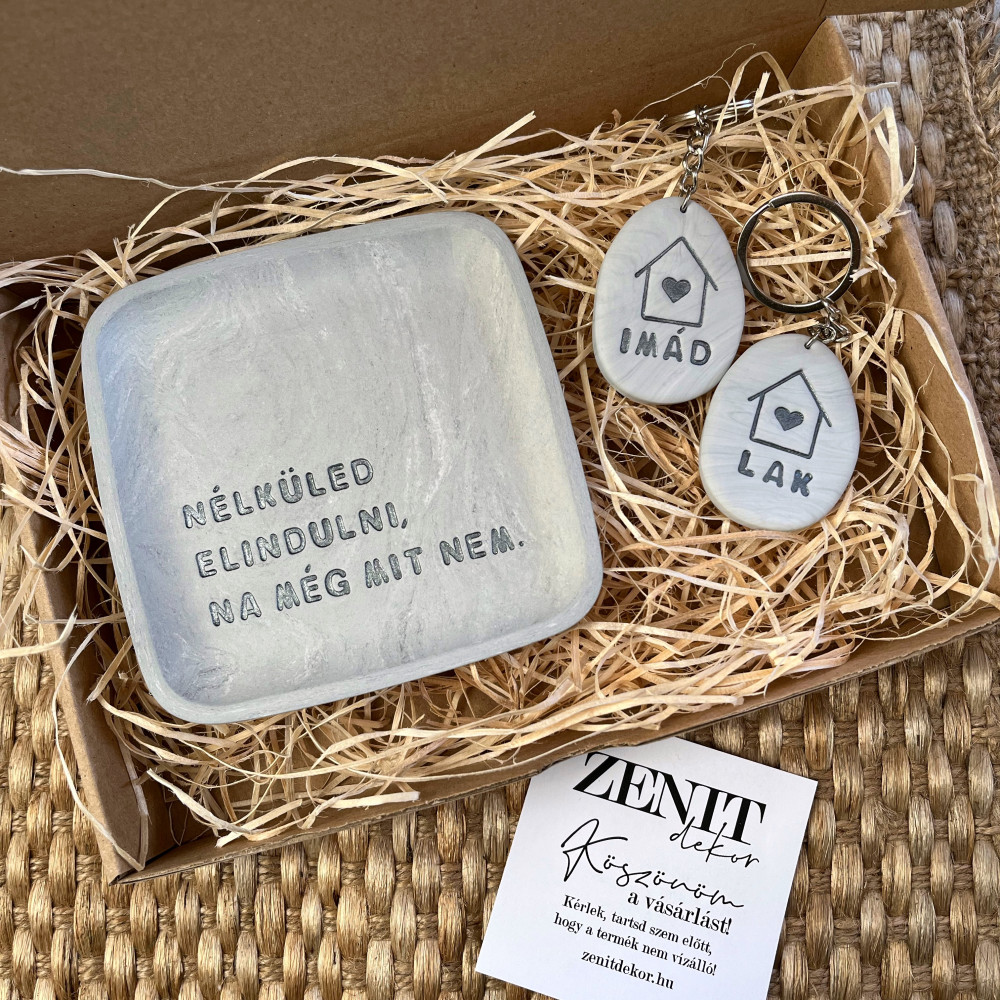 NÉLKÜLED
ELINDULNI,
NA MÉG MIT NEM.
IMÁD
LAK
ZENIT
dekor
Köszönöm
a vásárlást!
Kérlek, tartsd szem előtt,
hogy a termék nem vízálló!
zenitdekor.hu